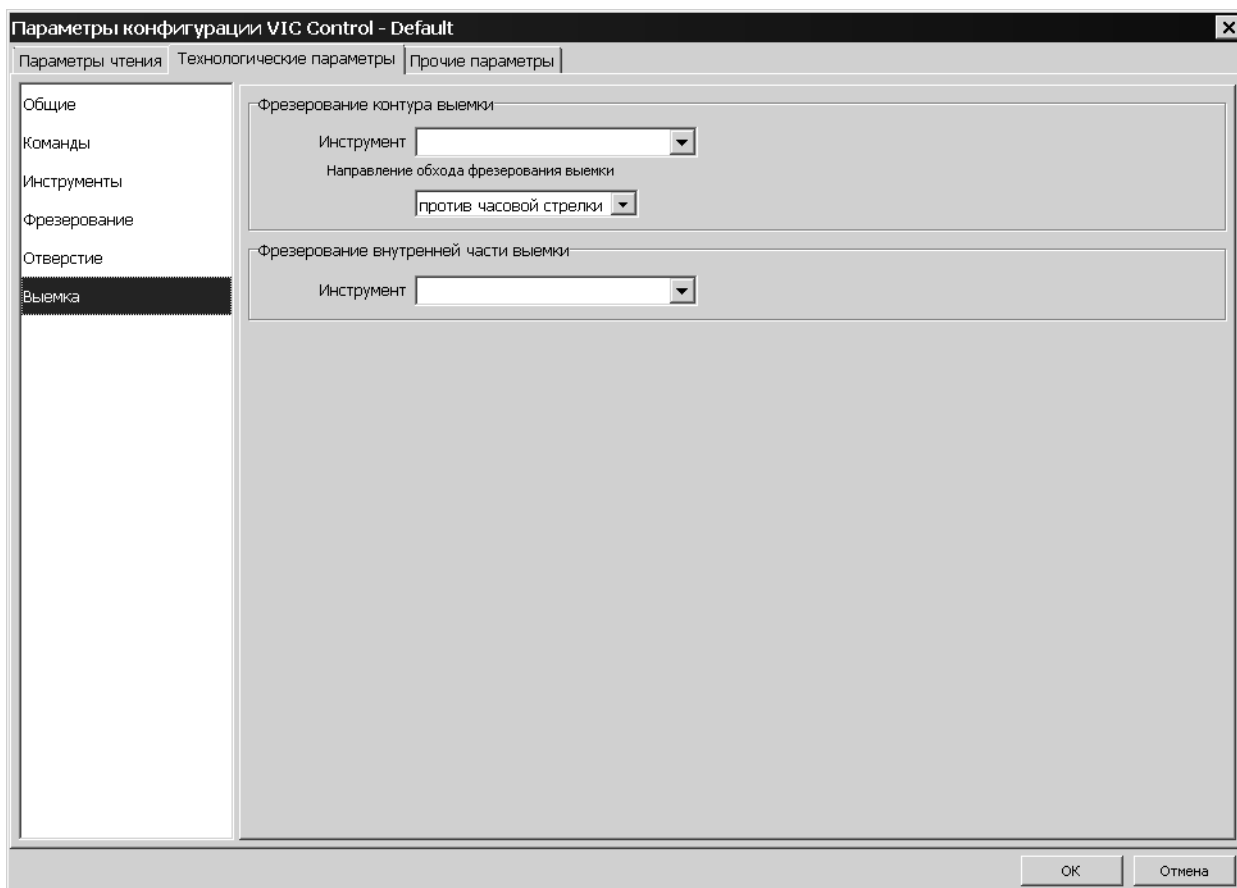 Параметры конфигурации VIC Control - Default
Параметры чтения Технологические параметры Прочие параметры
Общие
Команды
Инструменты
Фрезерование
Отверстие
Выемка
Фрезерование контура выемки
Инструмент
Направление обхода фрезерования выемки
против часовой стрелки
Фрезерование внутренней части выемки
Инструмент
ОК Отмена